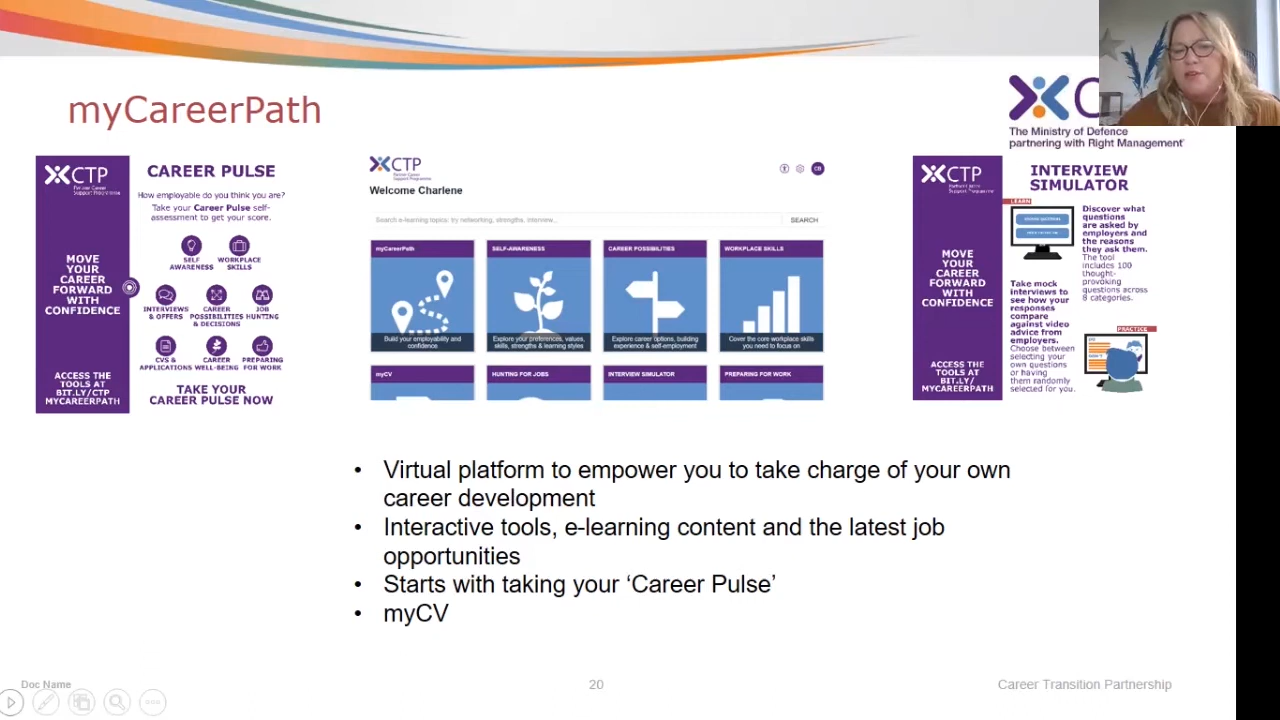 myCareerPath
The Ministry of Defence
partnering with Right Management
CTP
CAREER PULSE
How employable do you think you are?
Take your Career Pulse self-
assessment to get your score.
SELF
AWARENESS
WORKPLACE
SKILLS
INTERVIEWS
& OFFERS
CAREER
POSSIBILITIES
& DECISIONS
JOB
HUNTING
CVS &
APPLICATIONS
CAREER
WELL-BEING
PREPARING
FOR WORK
TAKE YOUR
CAREER PULSE NOW
MOVE
YOUR
CAREER
FORWARD
WITH
CONFIDENCE
ACCESS THE
TOOLS AT
BIT.LY/CTP
MYCAREERPATH
CTP
Partner Career
Support Programme
Welcome Charlene
CB
Search e-learning topics: try networking, strengths, interview...
SEARCH
myCareerPath
Build your employability and
confidence
SELF-AWARENESS
Explore your preferences, values,
skills, strengths & learning styles
CAREER POSSIBILITIES
Explore career options, building
experience & self-employment
WORKPLACE SKILLS
Cover the core workplace skills
you need to focus on
myCV
HUNTING FOR JOBS
INTERVIEW SIMULATOR
PREPARING FOR WORK
CTP
MOVE
YOUR
CAREER
FORWARD
WITH
CONFIDENCE
ACCESS THE
TOOLS AT
BIT.LY/
MYCAREERPATH
INTERVIEW
SIMULATOR
LEARN
Discover what
questions
are asked by
employers and
the reasons
they ask them.
The tool
includes 100
thought-
provoking
questions across
8 categories.
Take mock
interviews to
see how your
responses
compare
against video
advice from
employers.
Choose between
selecting your
own questions
or having
them randomly
selected for you.
PRACTICE
• Virtual platform to empower you to take charge of your own
career development
• Interactive tools, e-learning content and the latest job
opportunities
• Starts with taking your ‘Career Pulse’
• myCV
Doc Name
20
Career Transition Partnership